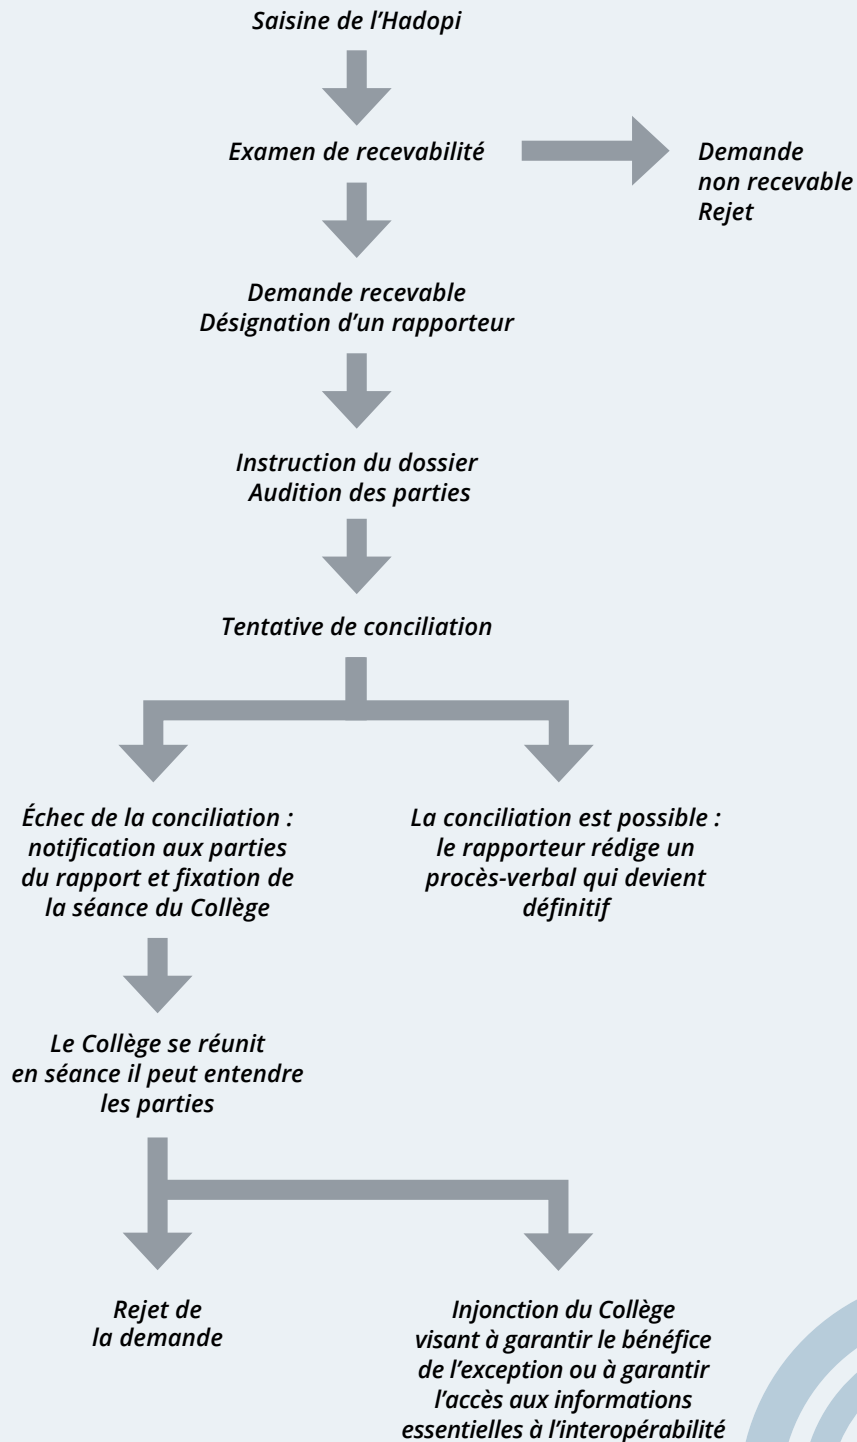 Saisine de l’Hadopi
Examen de recevabilité
Demande
non recevable
Rejet
Demande recevable
Désignation d’un rapporteur
Instruction du dossier
Audition des parties
Tentative de conciliation
Échec de la conciliation :
notification aux parties
du rapport et fixation de
la séance du Collège
La conciliation est possible :
le rapporteur rédige un
procès-verbal qui devient
définitif
Le Collège se réunit
en séance il peut entendre
les parties
Rejet de
la demande
Injonction du Collège
visant à garantir le bénéfice
de l’exception ou à garantir
l’accès aux informations
essentielles à l’interopérabilité